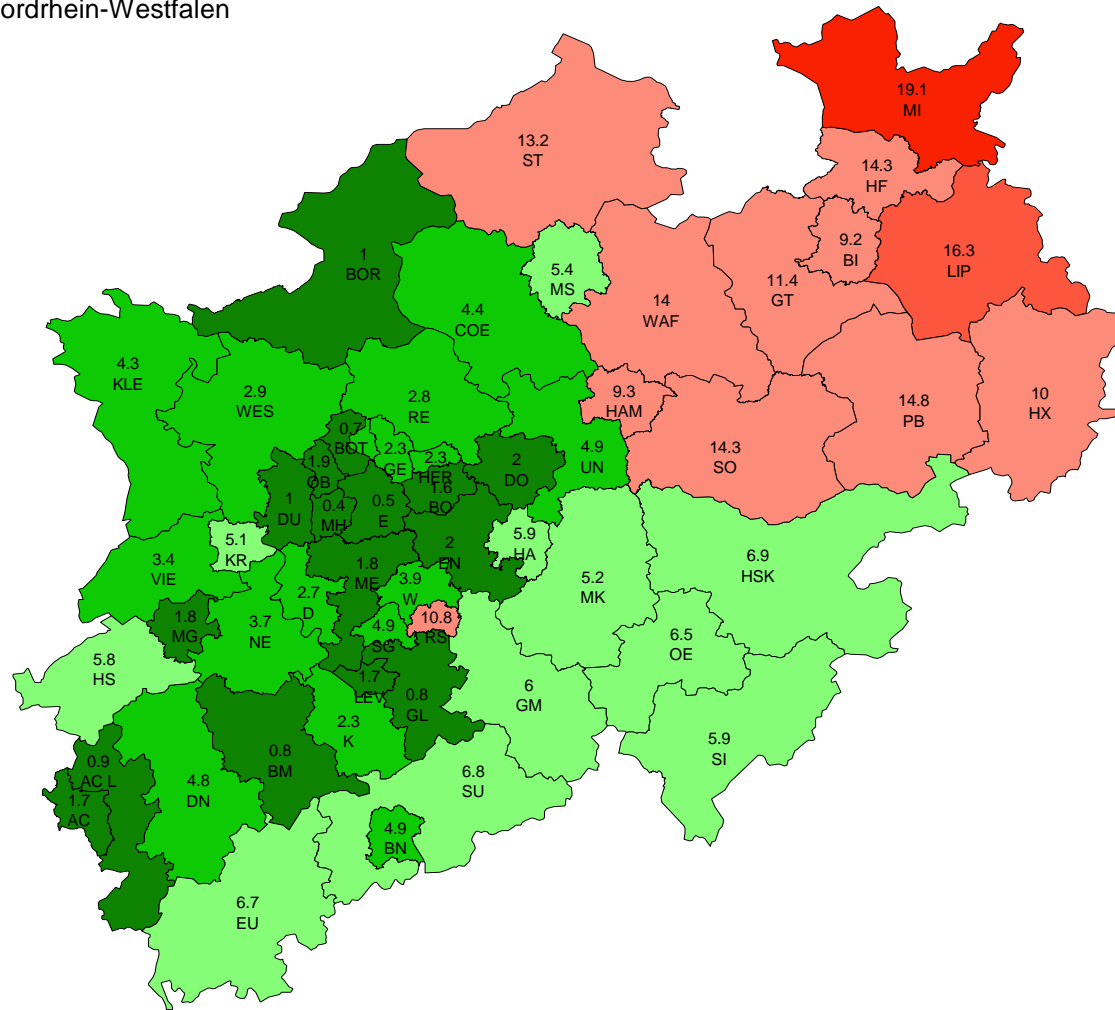 ordrhein-Westfalen
19.1
MI
13.2
ST
14.3
HF
9.2
BI
16.3
LIP
1
BOR
5.4
MS
11.4
GT
14
WAF
4.4
COE
4.3
KLE
2.9
WES
2.8
RE
9.3
HAM
14.8
PB
10
HX
0.7
BOT
2.3
GE
2.3
HER
2
DO
4.9
UN
14.3
SO
1.9
OB
1.6
BO
1
DU
0.4
MH
0.5
E
5.9
HA
2
EN
5.1
KR
6.9
HSK
3.4
VIE
1.8
ME
3.9
W
5.2
MK
2.7
D
1.8
MG
3.7
NE
4.9
SG
10.8
RS
6.5
OE
5.8
HS
1.7
LEV
0.8
GL
6
GM
2.3
K
5.9
SI
0.8
BM
0.9
AC L
4.8
DN
6.8
SU
1.7
AC
4.9
BN
6.7
EU